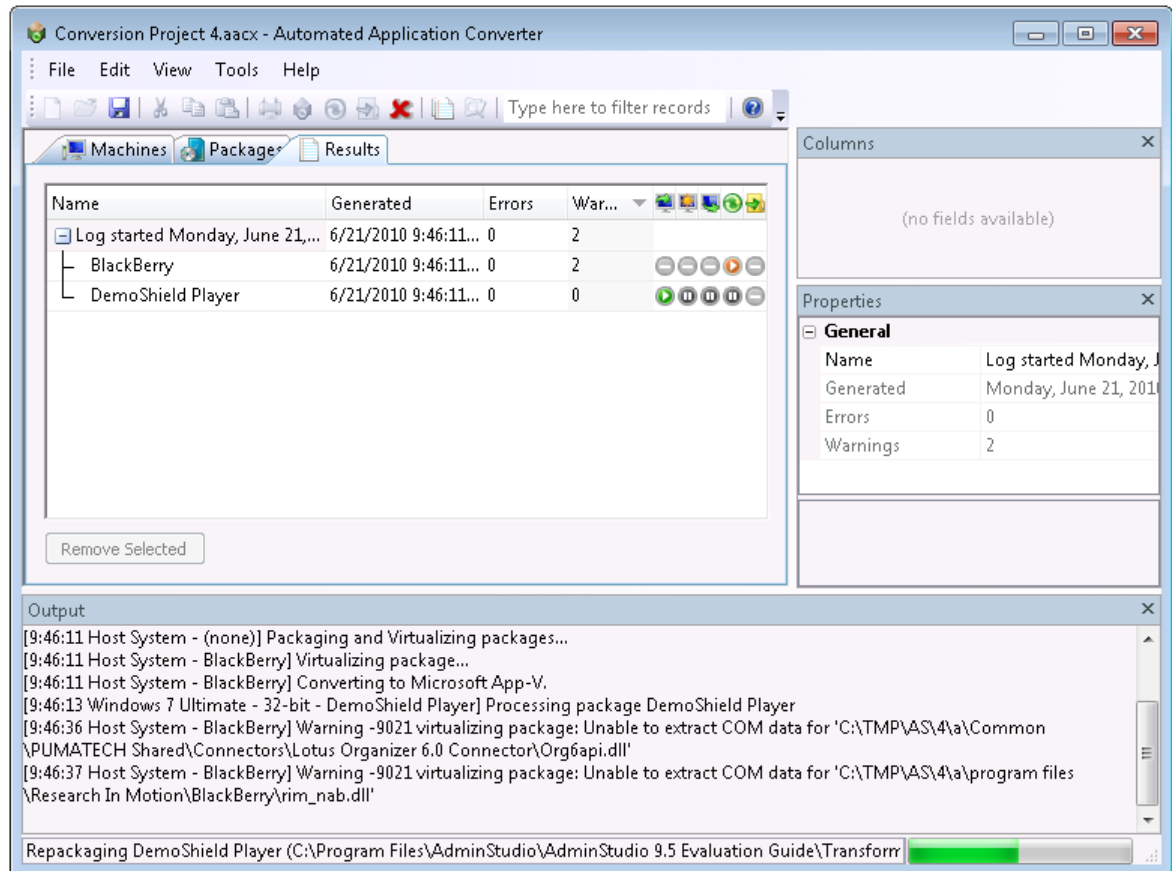 Conversion Project 4.aacx - Automated Application Converter
File Edit View Tools Help
Type here to filter records
Machines Packages Results
Name Generated Errors War...
Log started Monday, June 21,... 6/21/2010 9:46:11... 0 2
BlackBerry 6/21/2010 9:46:11... 0 2
DemoShield Player 6/21/2010 9:46:11... 0 0
Remove Selected
Columns
(no fields available)
Properties
General
Name Log started Monday, J
Generated Monday, June 21, 201
Errors 0
Warnings 2
Output
[9:46:11 Host System - (none)] Packaging and Virtualizing packages...
[9:46:11 Host System - BlackBerry] Virtualizing package...
[9:46:11 Host System - BlackBerry] Converting to Microsoft App-V.
[9:46:13 Windows 7 Ultimate - 32-bit - DemoShield Player] Processing package DemoShield Player
[9:46:36 Host System - BlackBerry] Warning -9021 virtualizing package: Unable to extract COM data for 'C:\TMP\AS\4\a\Common
\PUMATECH Shared\Connectors\Lotus Organizer 6.0 Connector\Org6api.dll'
[9:46:37 Host System - BlackBerry] Warning -9021 virtualizing package: Unable to extract COM data for 'C:\TMP\AS\4\a\program files
\Research In Motion\BlackBerry\rim_nab.dll'
Repackaging DemoShield Player (C:\Program Files\AdminStudio\AdminStudio 9.5 Evaluation Guide\Transform